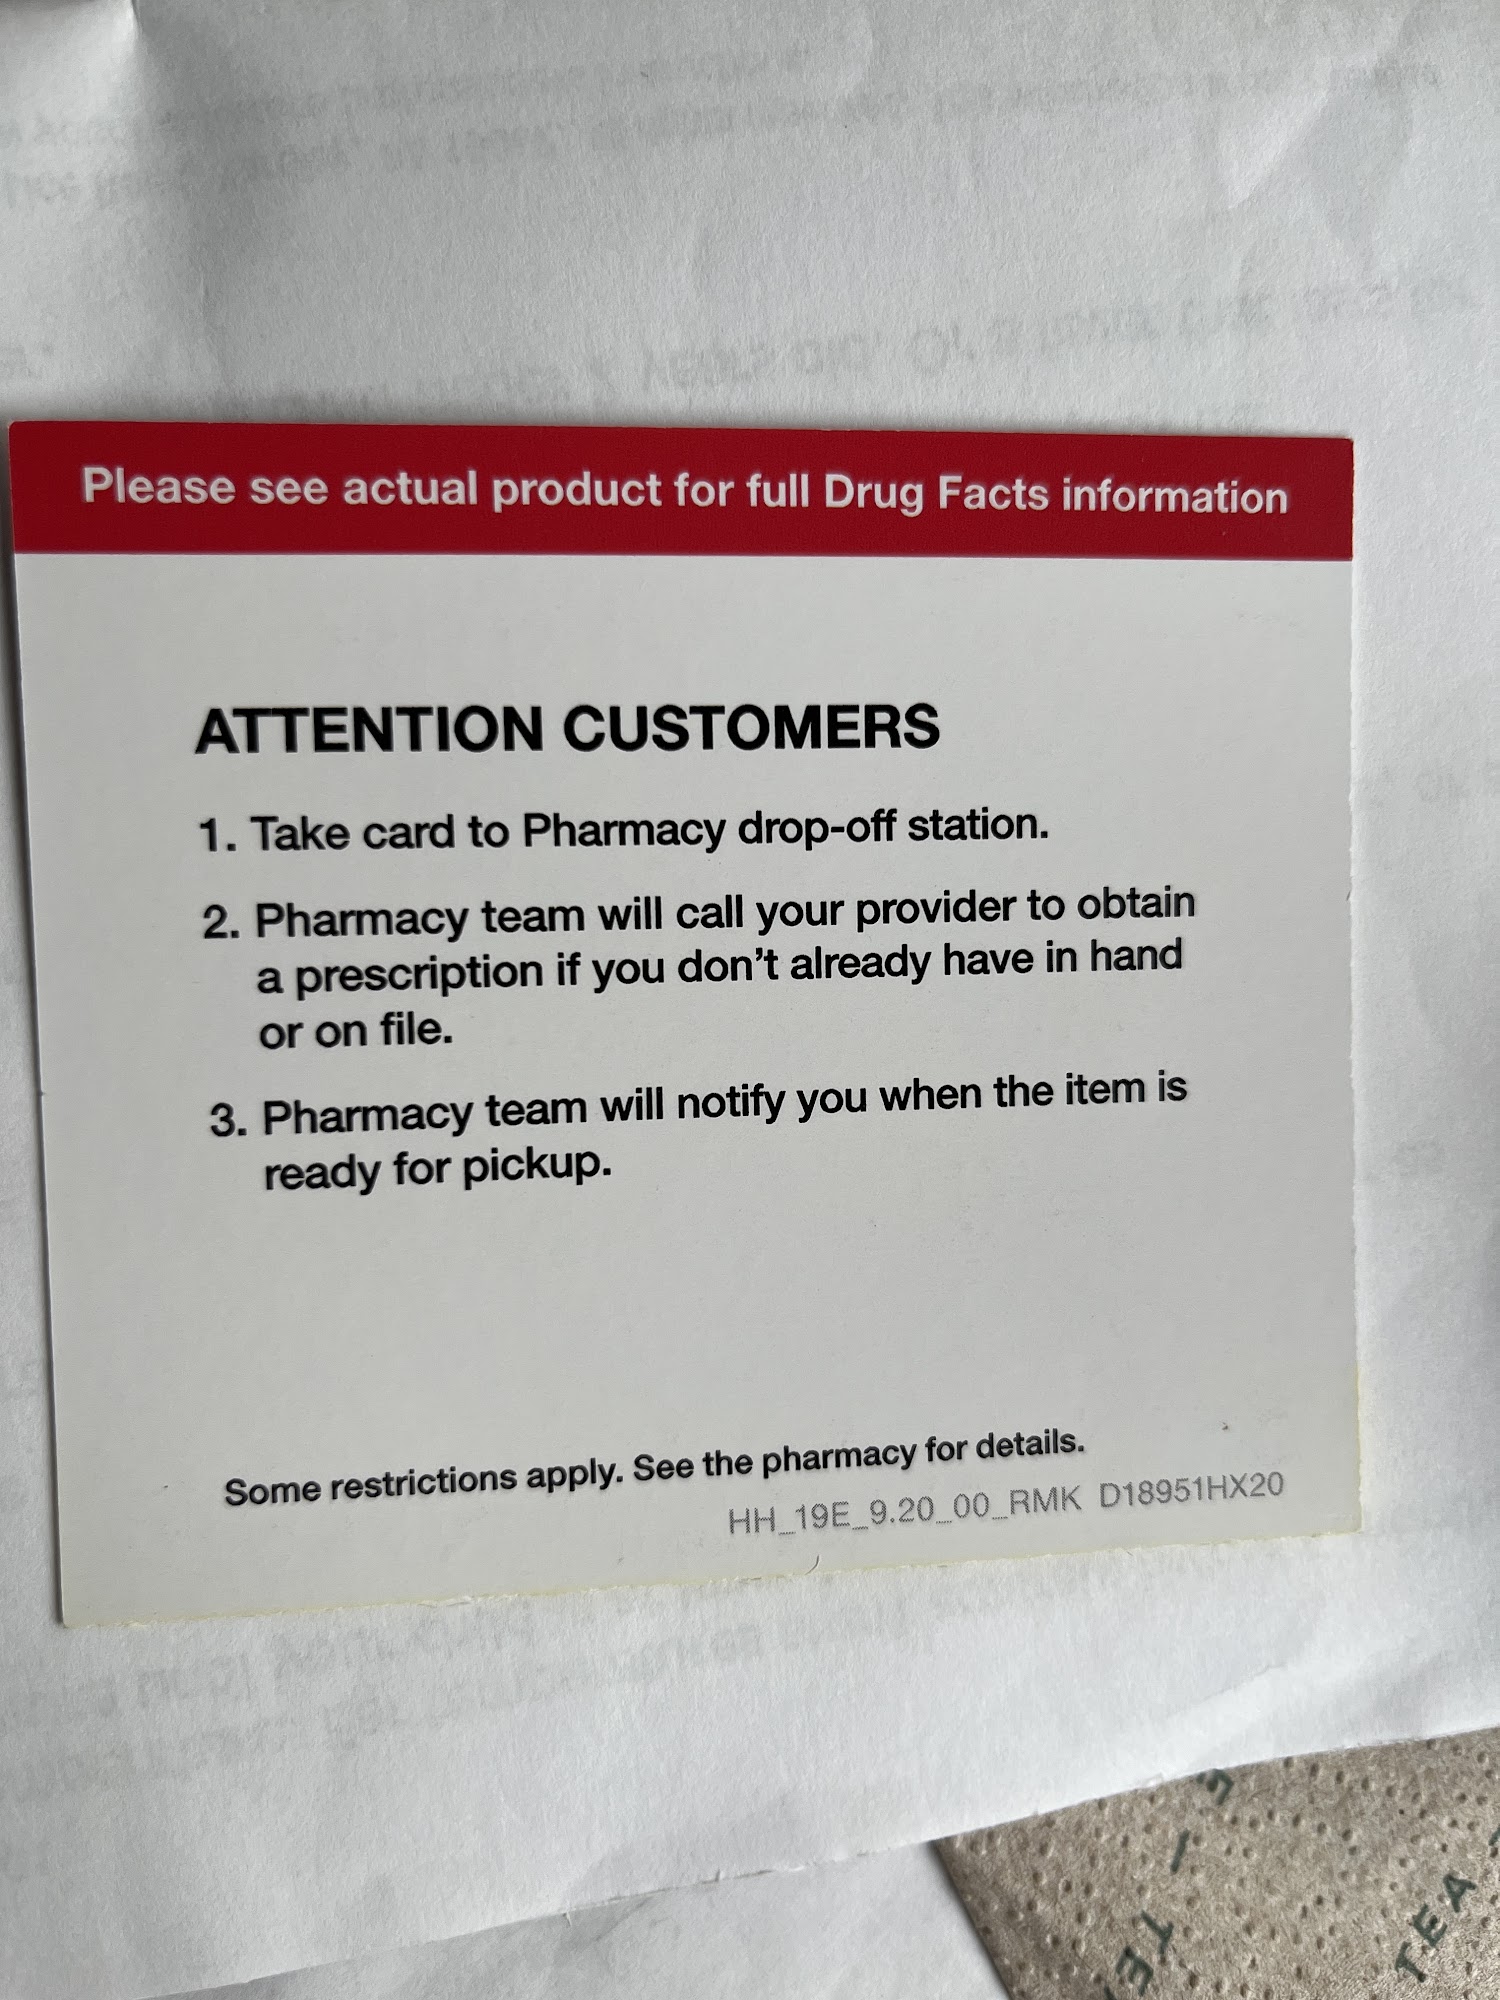 Please see actual product for full Drug Facts information
ATTENTION CUSTOMERS
1. Take card to Pharmacy drop-off station.
2. Pharmacy team will call your provider to obtain
a prescription if you don't already have in hand
or on file.
3. Pharmacy team will notify you when the item is
ready for pickup.
Some restrictions apply. See the pharmacy for details.
HH_19E_9.20_00_RMK D18951HX20
TEA